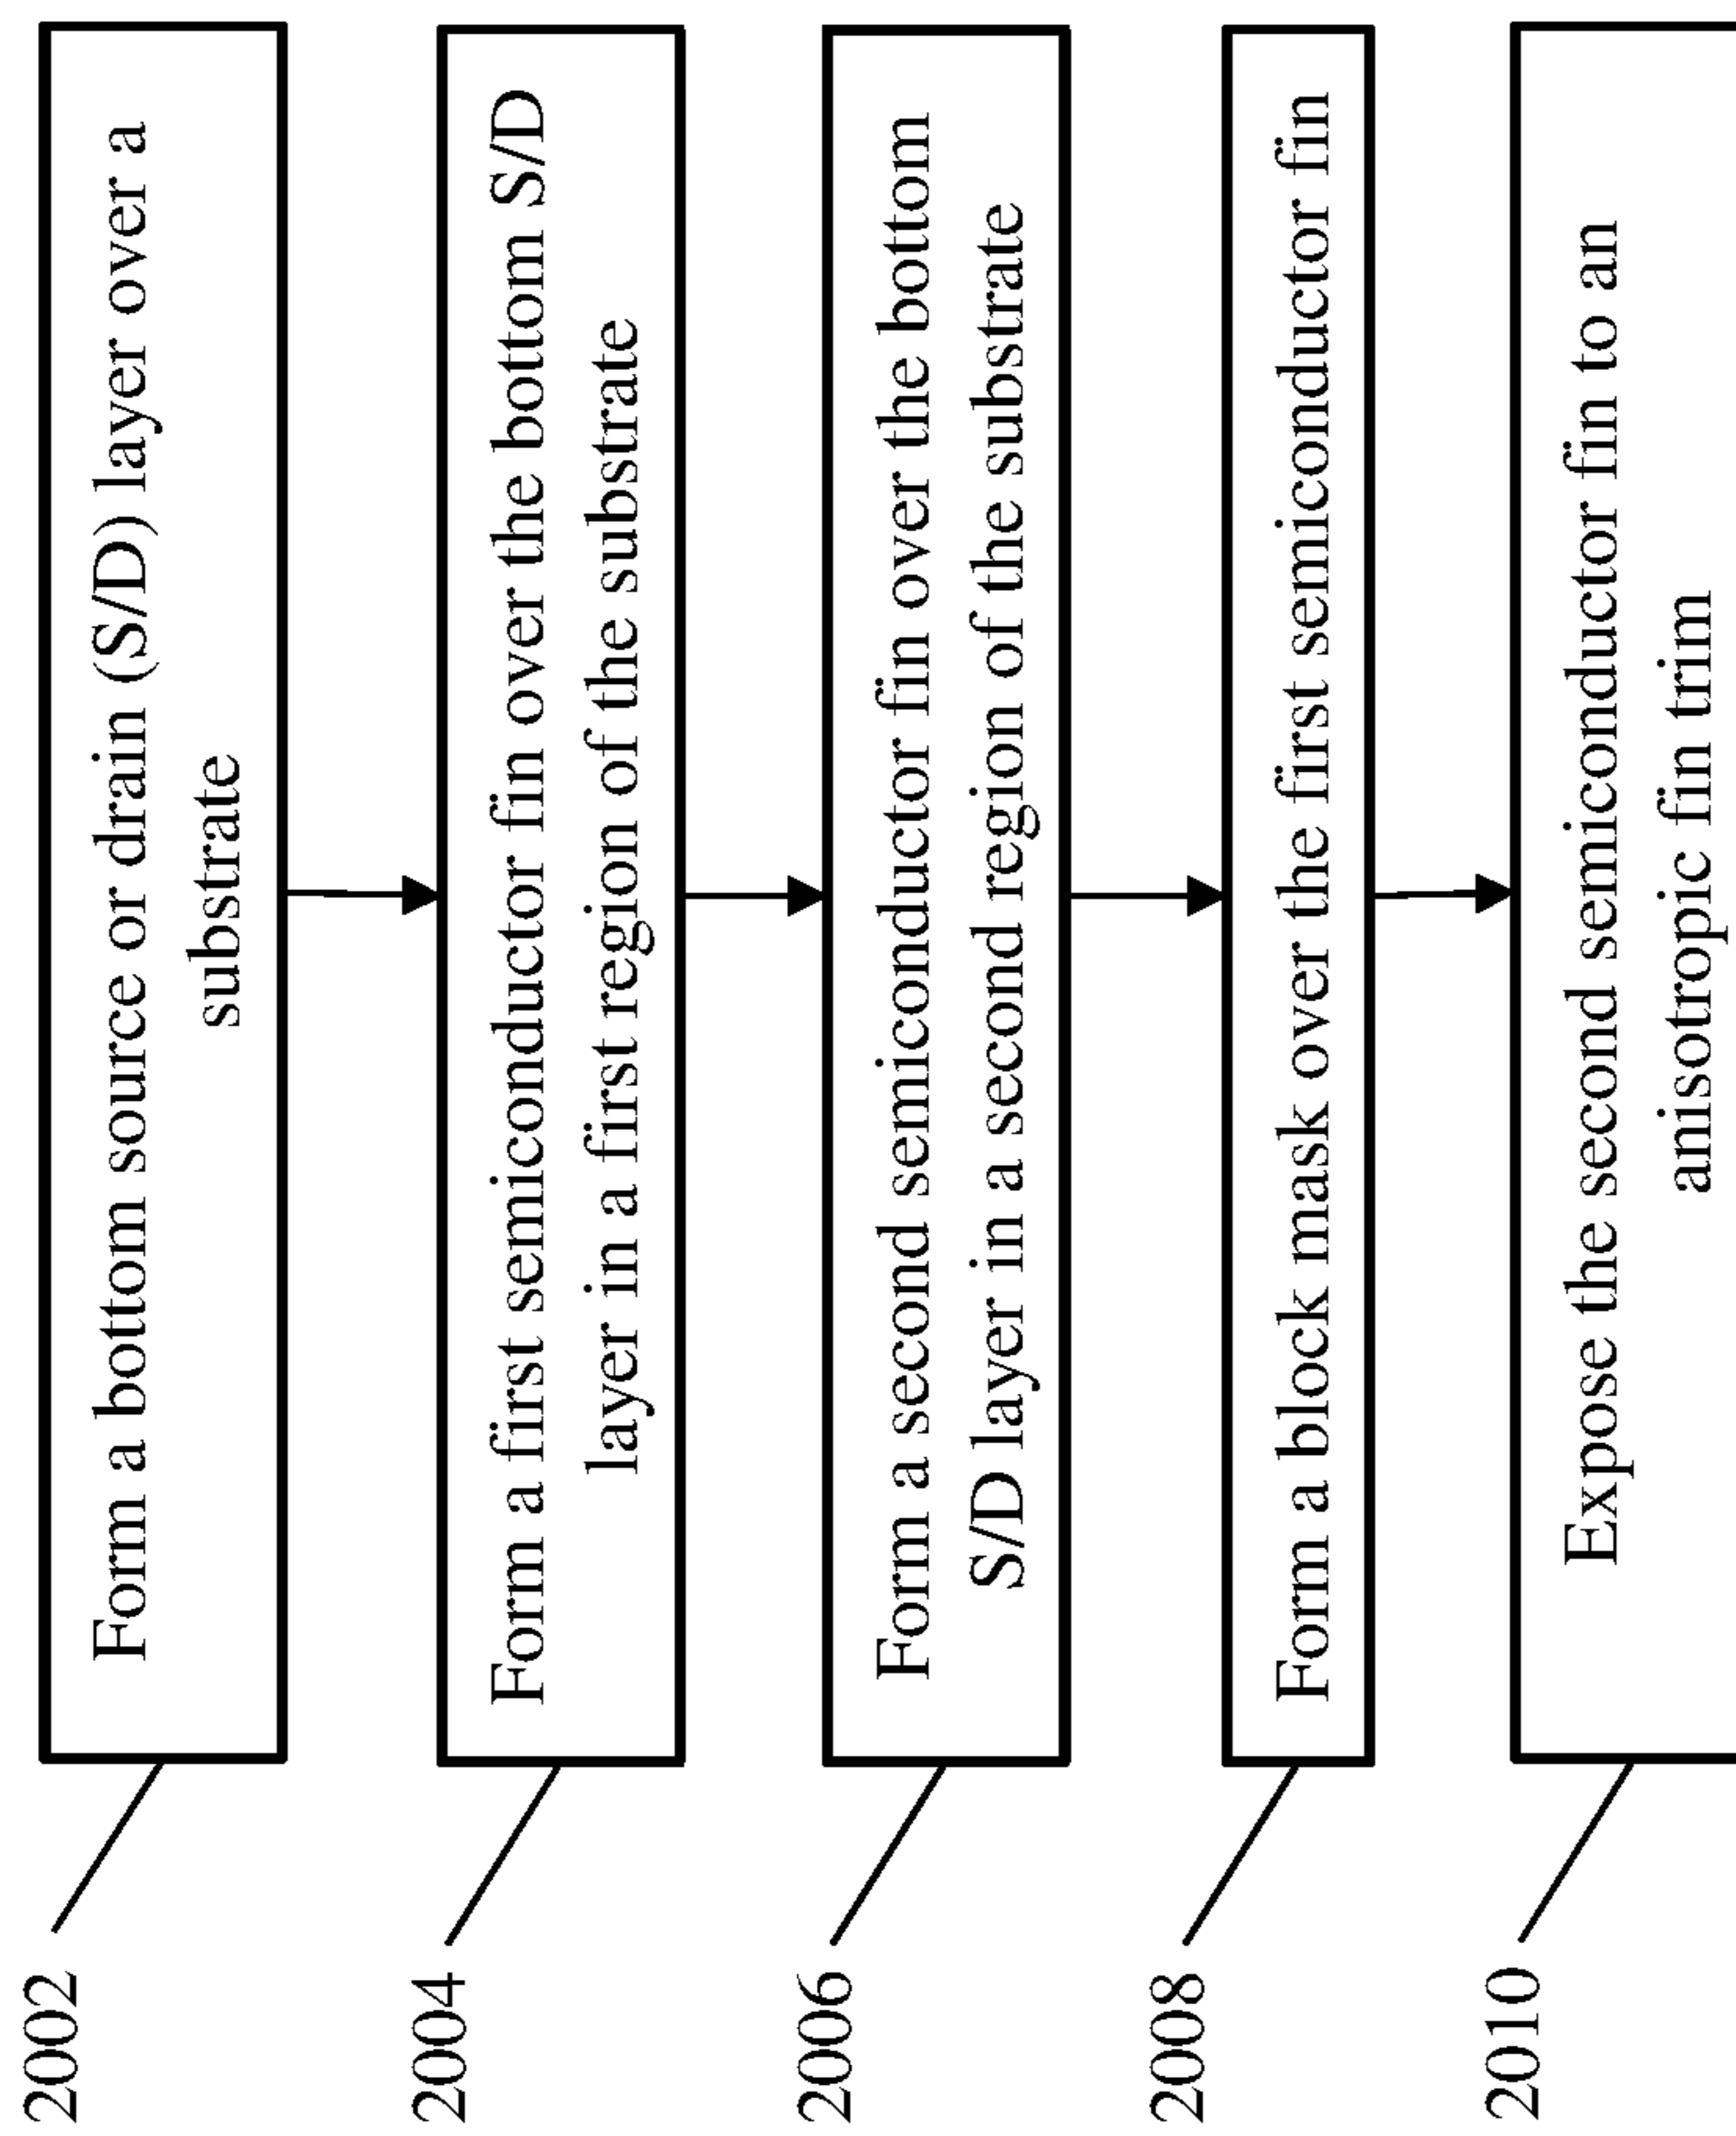 2002
Form a bottom source or drain (S/D) layer over a
substrate
2004
Form a first semiconductor fin over the bottom S/D
layer in a first region of the substrate
2006
Form a second semiconductor fin over the bottom
S/D layer in a second region of the substrate
2008
Form a block mask over the first semiconductor fin
2010
Expose the second semiconductor fin to an
anisotropic fin trim